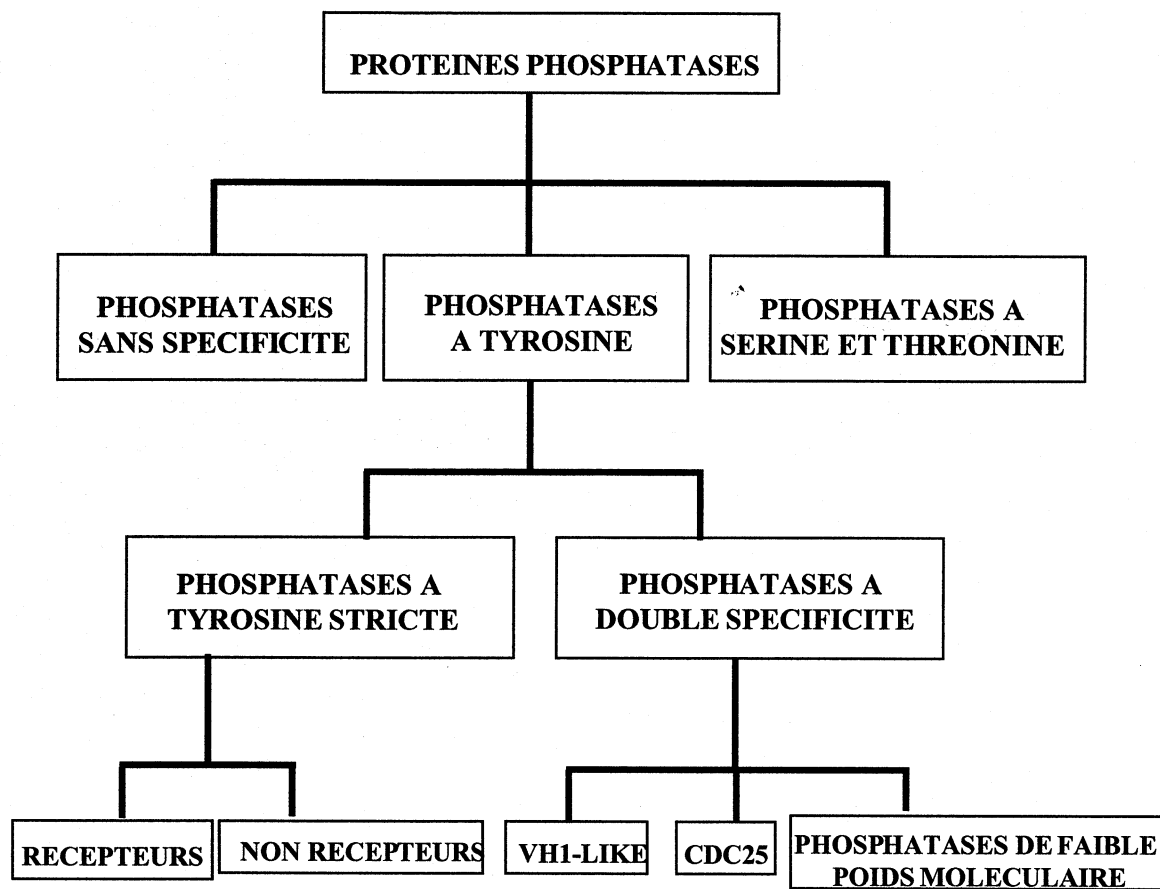 PROTEINES PHOSPHATASES
PHOSPHATASES
SANS SPECIFICITE
PHOSPHATASES
A TYROSINE
PHOSPHATASES A
SERINE ET THREONINE
PHOSPHATASES A
TYROSINE STRICTE
PHOSPHATASES A
DOUBLE SPECIFICITE
RECEPTEURS
NON RECEPTEURS
VH1-LIKE
CDC25
PHOSPHATASES DE FAIBLE
POIDS MOLECULAIRE